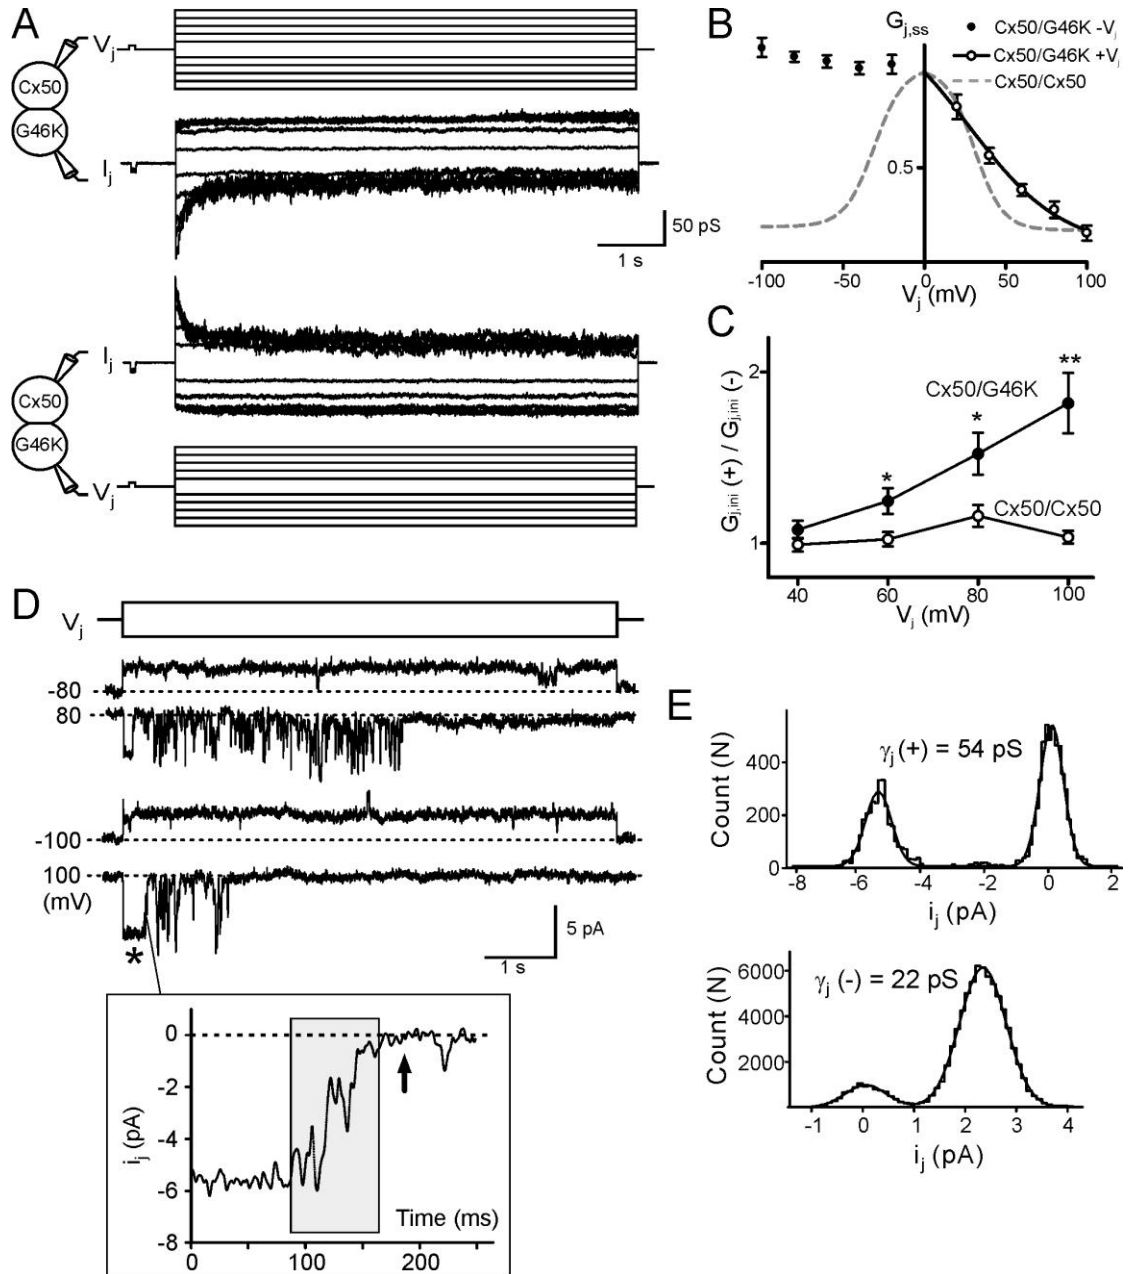 A
Vj
Cx50
G46K
Ij
50 pS
1 s
Ij
Cx50
G46K
Vj
B
Gj,ss
Cx50/G46K -Vj
Cx50/G46K +Vj
Cx50/Cx50
0.5
-100 -50 0 50 100
Vj (mV)
C
2
1
Gj,ini (+) / Gj,ini (-)
Cx50/G46K
* * **
Cx50/Cx50
40 60 80 100
Vj (mV)
D
Vj
-80
80
-100
100
(mV)
*
5 pA
1 s
0
-2
-4
-6
-8
ij (pA)
Time (ms)
0 100 200
E
γj (+) = 54 pS
Count (N)
400
200
0
-8 -6 -4 -2 0 2
ij (pA)
γj (-) = 22 pS
Count (N)
6000
4000
2000
-1 0 1 2 3 4
ij (pA)